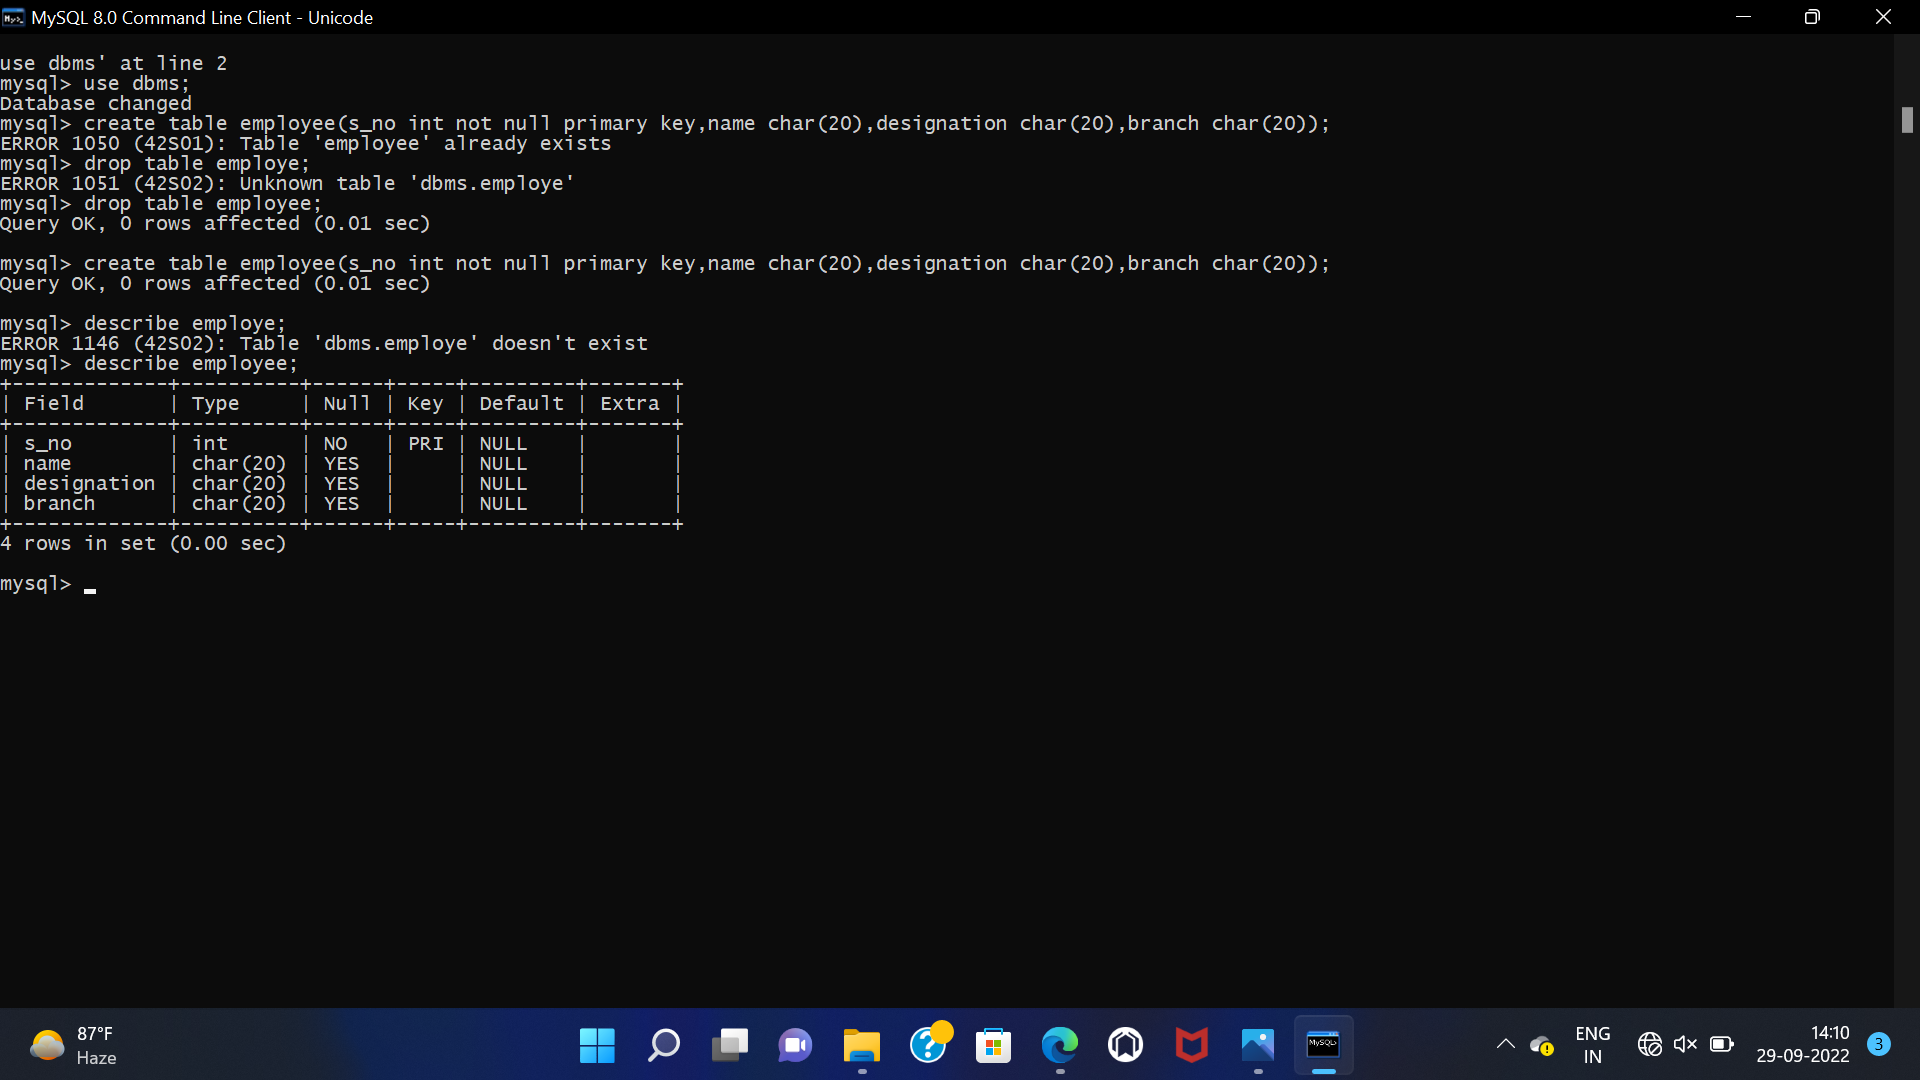 MySQL 8.0 Command Line Client - Unicode
use dbms' at line 2
mysql> use dbms;
Database changed
mysql> create table employee(s_no int not null primary key,name char(20),designation char(20),branch char(20));
ERROR 1050 (42S01): Table 'employee' already exists
mysql> drop table employe;
ERROR 1051 (42S02): Unknown table 'dbms.employe'
mysql> drop table employee;
Query OK, 0 rows affected (0.01 sec)
mysql> create table employee(s_no int not null primary key,name char(20),designation char(20),branch char(20));
Query OK, 0 rows affected (0.01 sec)
mysql> describe employe;
ERROR 1146 (42S02): Table 'dbms.employe' doesn't exist
mysql> describe employee;
+-------------+----------+------+-----+---------+-------+
| Field       | Type     | Null | Key | Default | Extra |
+-------------+----------+------+-----+---------+-------+
| s_no        | int      | NO   | PRI | NULL    |       |
| name        | char(20) | YES  |     | NULL    |       |
| designation | char(20) | YES  |     | NULL    |       |
| branch      | char(20) | YES  |     | NULL    |       |
+-------------+----------+------+-----+---------+-------+
4 rows in set (0.00 sec)
mysql> _
87°F
Haze
MySQL>
ENG
IN
14:10
29-09-2022
3